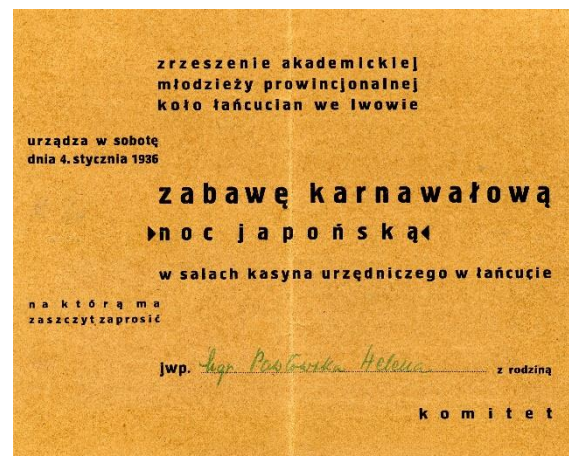 zrzeszenie akademickiej
młodzieży prowincjonalnej
koło łańcucian we lwowie
urządza w sobotę
dnia 4. stycznia 1936
zabawę karnawałową
noc japońską
w salach kasyna urzędniczego w łańcucie
na którą ma
zaszczyt zaprosić
jwp. Mgr. Pasławska Helena z rodziną
komitet